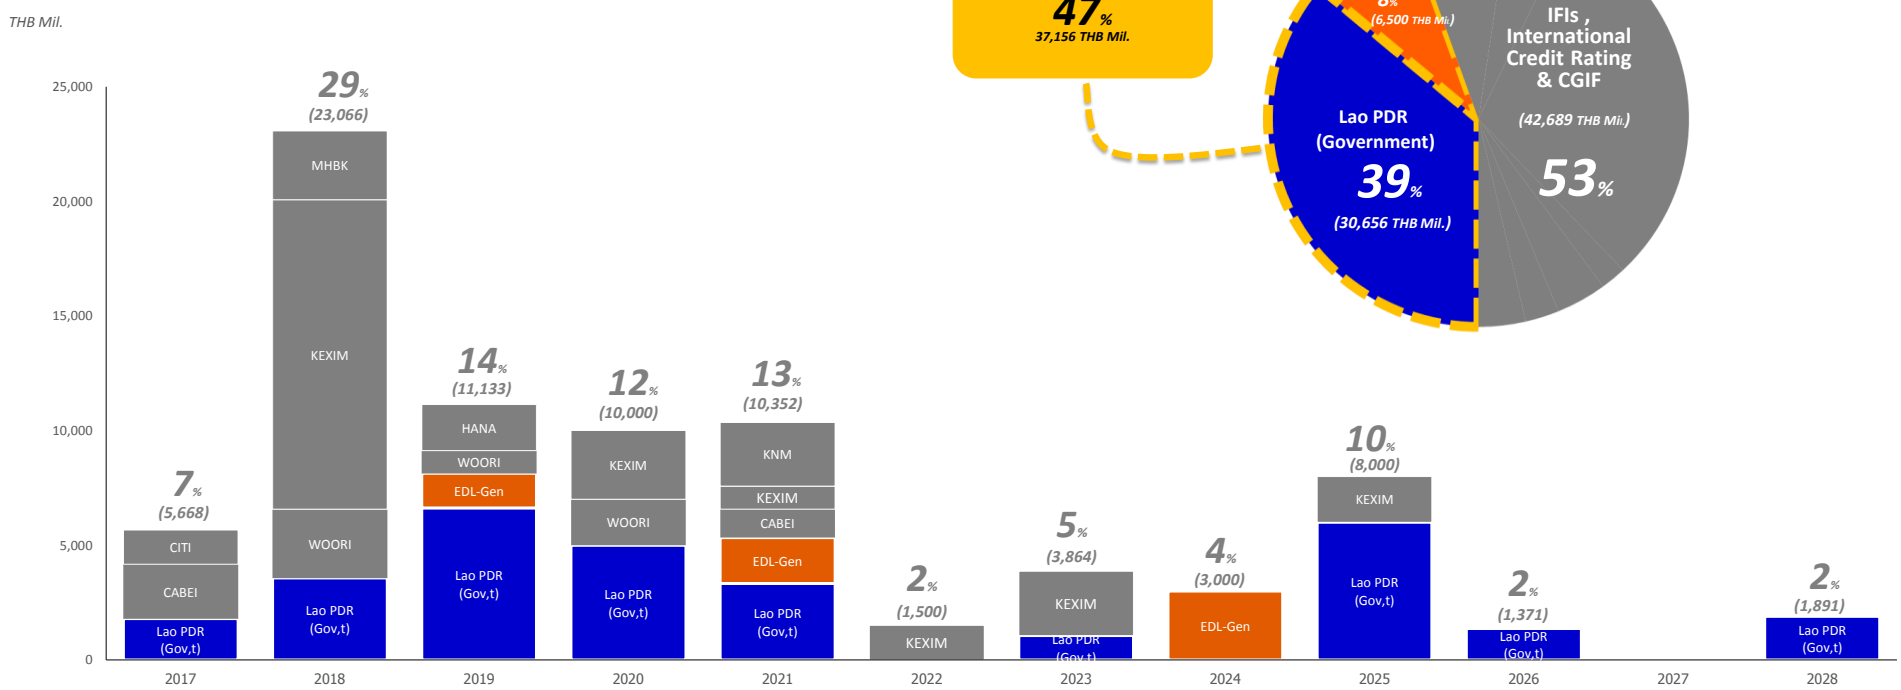 THB Mil.
47%
37,156 THB Mil.
8%
(6,500 THB Mil.)
IFIs ,
International
Credit Rating
& CGIF
(42,689 THB Mil.)
53%
Lao PDR
(Government)
39%
(30,656 THB Mil.)
25,000
20,000
15,000
10,000
5,000
0
7%
(5,668)
CITI
CABEI
Lao PDR
(Gov,t)
29%
(23,066)
MHBK
KEXIM
WOORI
Lao PDR
(Gov,t)
14%
(11,133)
HANA
WOORI
EDL-Gen
Lao PDR
(Gov,t)
12%
(10,000)
KEXIM
WOORI
Lao PDR
(Gov,t)
13%
(10,352)
KNM
KEXIM
CABEI
EDL-Gen
Lao PDR
(Gov,t)
2%
(1,500)
KEXIM
5%
(3,864)
KEXIM
Lao PDR
(Gov,t)
4%
(3,000)
EDL-Gen
10%
(8,000)
KEXIM
Lao PDR
(Gov,t)
2%
(1,371)
Lao PDR
(Gov,t)
2%
(1,891)
Lao PDR
(Gov,t)
2017 2018 2019 2020 2021 2022 2023 2024 2025 2026 2027 2028